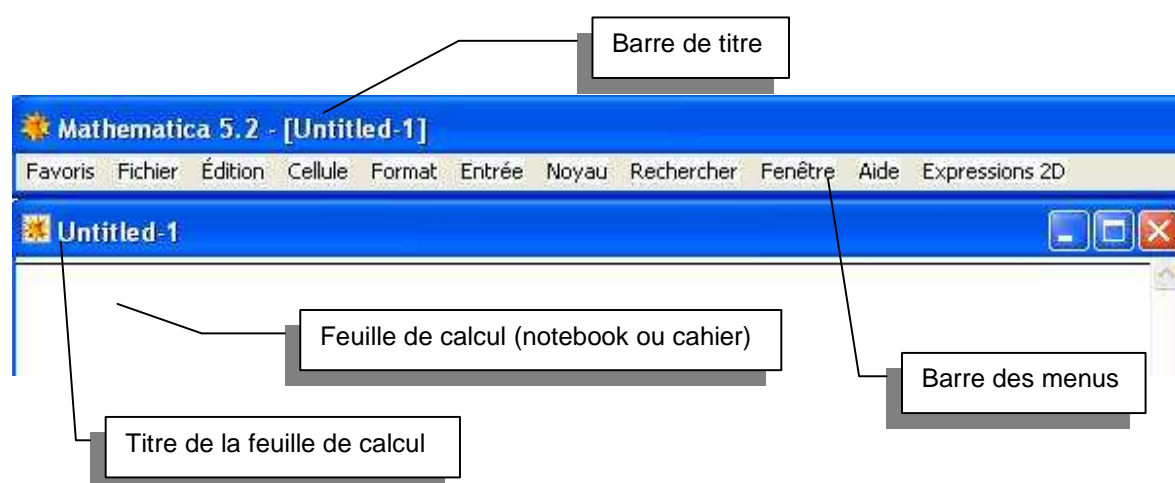 Barre de titre
Mathematica 5.2 - [Untitled-1]
Favoris Fichier Édition Cellule Format Entrée Noyau Rechercher Fenêtre Aide Expressions 2D
Untitled-1
Feuille de calcul (notebook ou cahier)
Barre des menus
Titre de la feuille de calcul